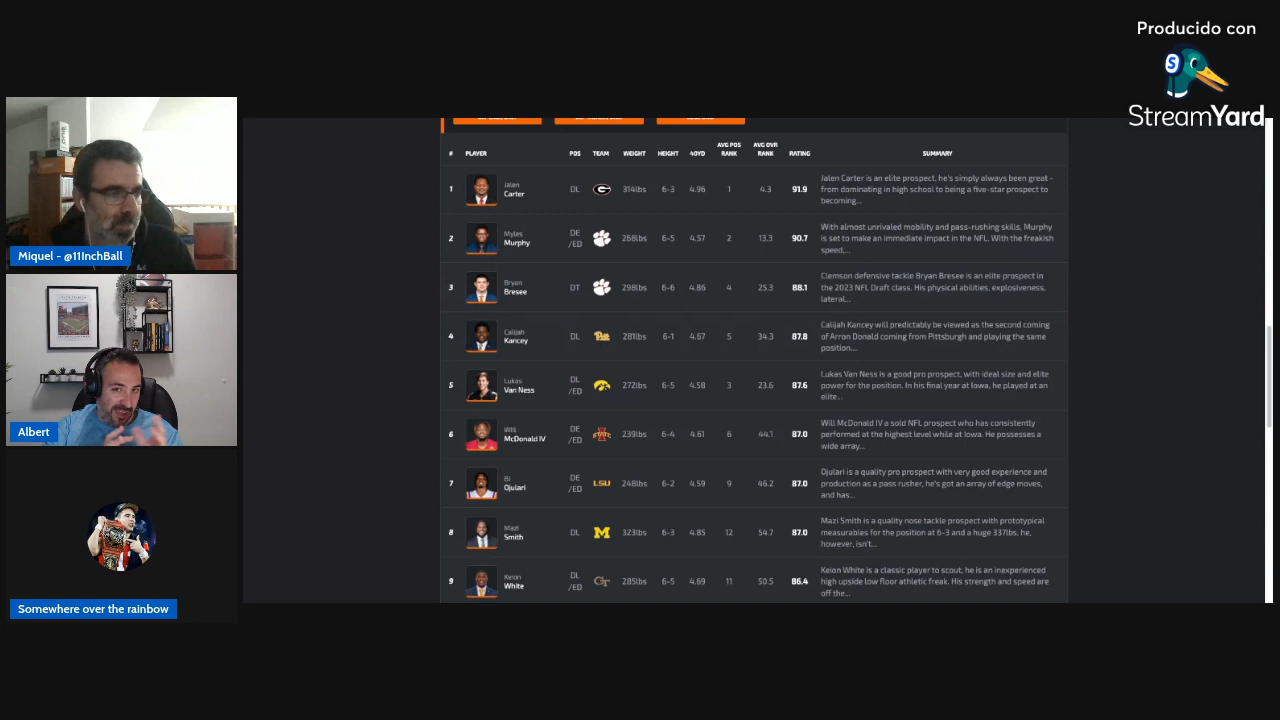 Producido con
StreamYard
Miquel - @11InchBall
Albert
Somewhere over the rainbow
# PLAYER POS TEAM WEIGHT HEIGHT 40YD AVG POS RANK AVG OVR RANK RATING SUMMARY
1 Jalen Carter DL G 314lbs 6-3 4.96 1 4.3 91.9
Jalen Carter is an elite prospect, he's simply always been great -
from dominating in high school to being a five-star prospect to
becoming...
2 Myles Murphy DE /ED 268lbs 6-5 4.57 2 13.3 90.7
With almost unrivaled mobility and pass-rushing skills, Murphy
is set to make an immediate impact in the NFL. With the freakish
speed,...
3 Bryan Bresee DT 298lbs 6-6 4.86 4 25.3 88.1
Clemson defensive tackle Bryan Bresee is an elite prospect in
the 2023 NFL Draft class. His physical abilities, explosiveness,
lateral...
4 Calijah Kancey DL Pitt 281lbs 6-1 4.67 5 34.3 87.8
Calijah Kancey will predictably be viewed as the second coming
of Arron Donald coming from Pittsburgh and playing the same
position....
5 Lukas Van Ness DL /ED 272lbs 6-5 4.58 3 23.6 87.6
Lukas Van Ness is a good pro prospect, with ideal size and elite
power for the position. In his final year at Iowa, he played at an
elite...
6 Will McDonald IV DE /ED STATE 239lbs 6-4 4.61 6 44.1 87.0
Will McDonald IV a sold NFL prospect who has consistently
performed at the highest level while at Iowa. He possesses a
wide array...
7 BJ Ojulari DE /ED LSU 248lbs 6-2 4.59 9 46.2 87.0
Ojulari is a quality pro prospect with very good experience and
production as a pass rusher, he's got an array of edge moves,
and has...
8 Mazi Smith DL M 323lbs 6-3 4.85 12 54.7 87.0
Mazi Smith is a quality nose tackle prospect with prototypical
measurables for the position at 6-3 and a huge 337lbs, he,
however, isn't...
9 Keion White DL /ED GT 285lbs 6-5 4.69 11 50.5 86.4
Keion White is a classic player to scout, he is an inexperienced
high upside low floor athletic freak. His strength and speed are
off the...